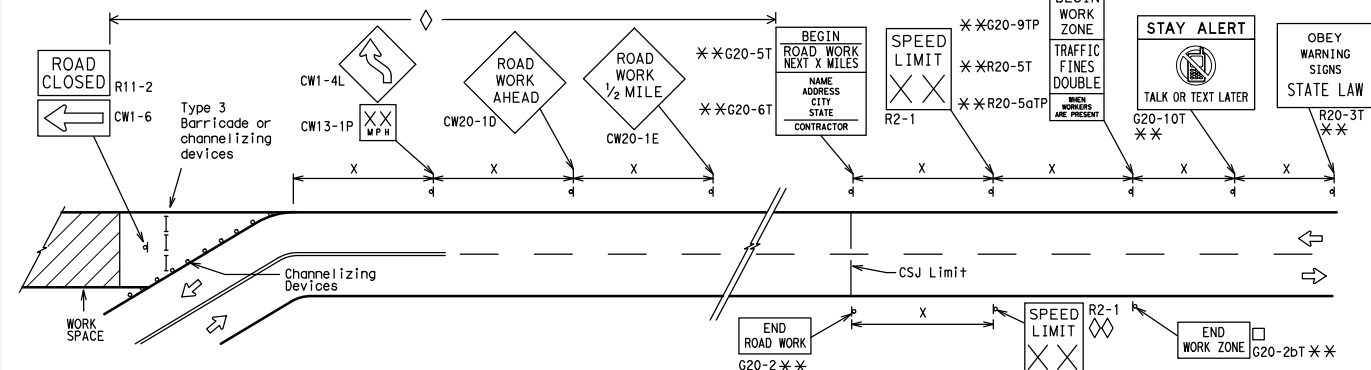 ROAD
CLOSED
R11-2
CW1-6
Type 3
Barricade or
channelizing
devices
CW1-4L
XX
MPH
CW13-1P
ROAD
WORK
AHEAD
CW20-1D
ROAD
WORK
1/2 MILE
CW20-1E
**G20-5T
**G20-6T
BEGIN
ROAD WORK
NEXT X MILES
NAME
ADDRESS
CITY
STATE
CONTRACTOR
SPEED
LIMIT
XX
R2-1
**G20-9TP
**R20-5T
**R20-5aTP
BEGIN
WORK
ZONE
TRAFFIC
FINES
DOUBLE
WHEN
WORKERS
ARE PRESENT
STAY ALERT
TALK OR TEXT LATER
G20-10T
**
OBEY
WARNING
SIGNS
STATE LAW
R20-3T
**
X
X
X
X
X
X
X
Channelizing
Devices
WORK
SPACE
CSJ Limit
X
END
ROAD WORK
G20-2**
SPEED
LIMIT
XX
R2-1
END
WORK ZONE
G20-2bT**